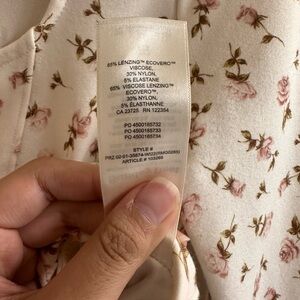 65% LENZING™ ECOVERO™
VISCOSE,
30% NYLON,
5% ELASTANE
65% VISCOSE LENZING™
ECOVERO™,
30% NYLON,
5% ÉLASTHANNE
CA 23725 RN 122354
PO 4500185732
PO 4500185733
PO 4500185734
STYLE #
ARTICLE # 103266